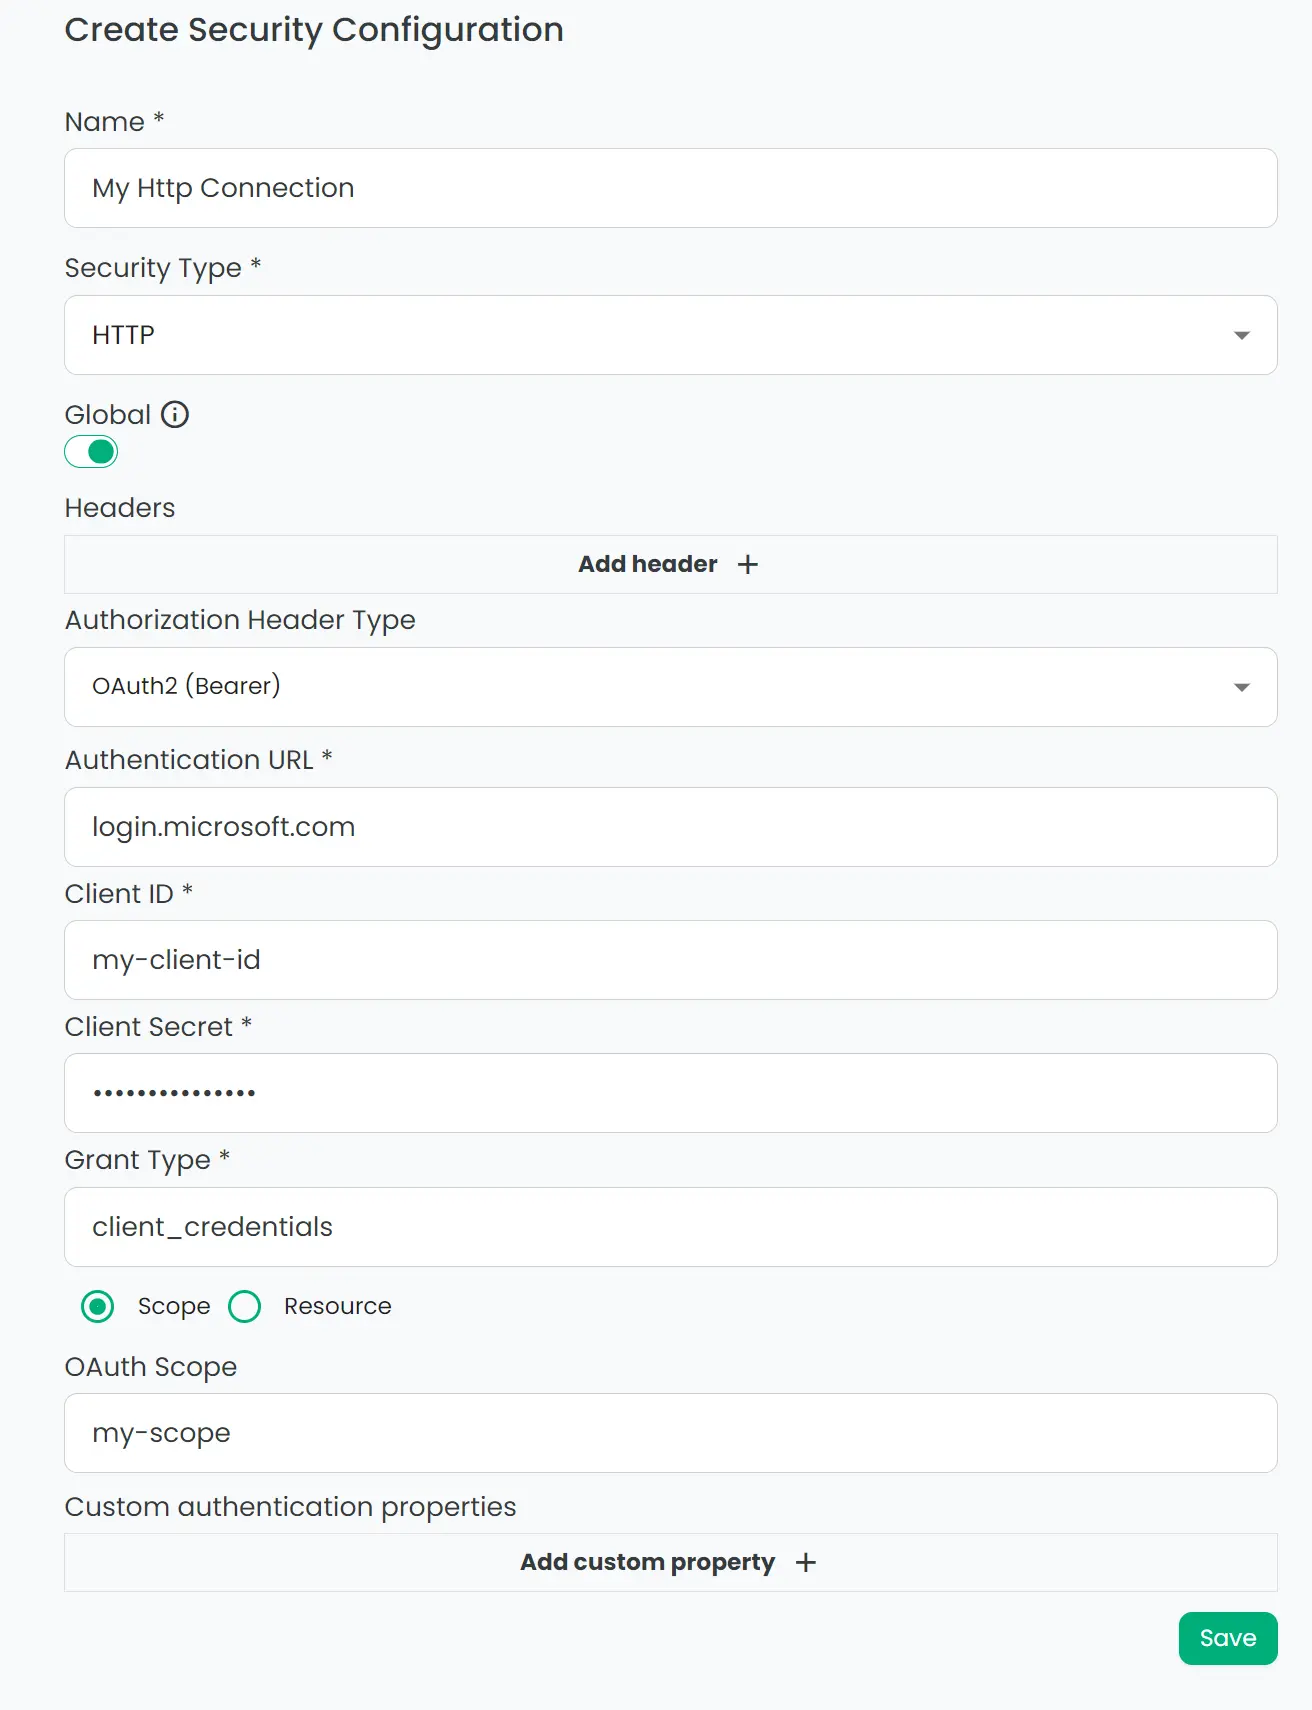 Create Security Configuration
Name *
My Http Connection
Security Type *
HTTP
Global
Headers
Add header +
Authorization Header Type
OAuth2 (Bearer)
Authentication URL *
login.microsoft.com
Client ID *
my-client-id
Client Secret *
•••••••••••••••
Grant Type *
client_credentials
Scope Resource
OAuth Scope
my-scope
Custom authentication properties
Add custom property +
Save